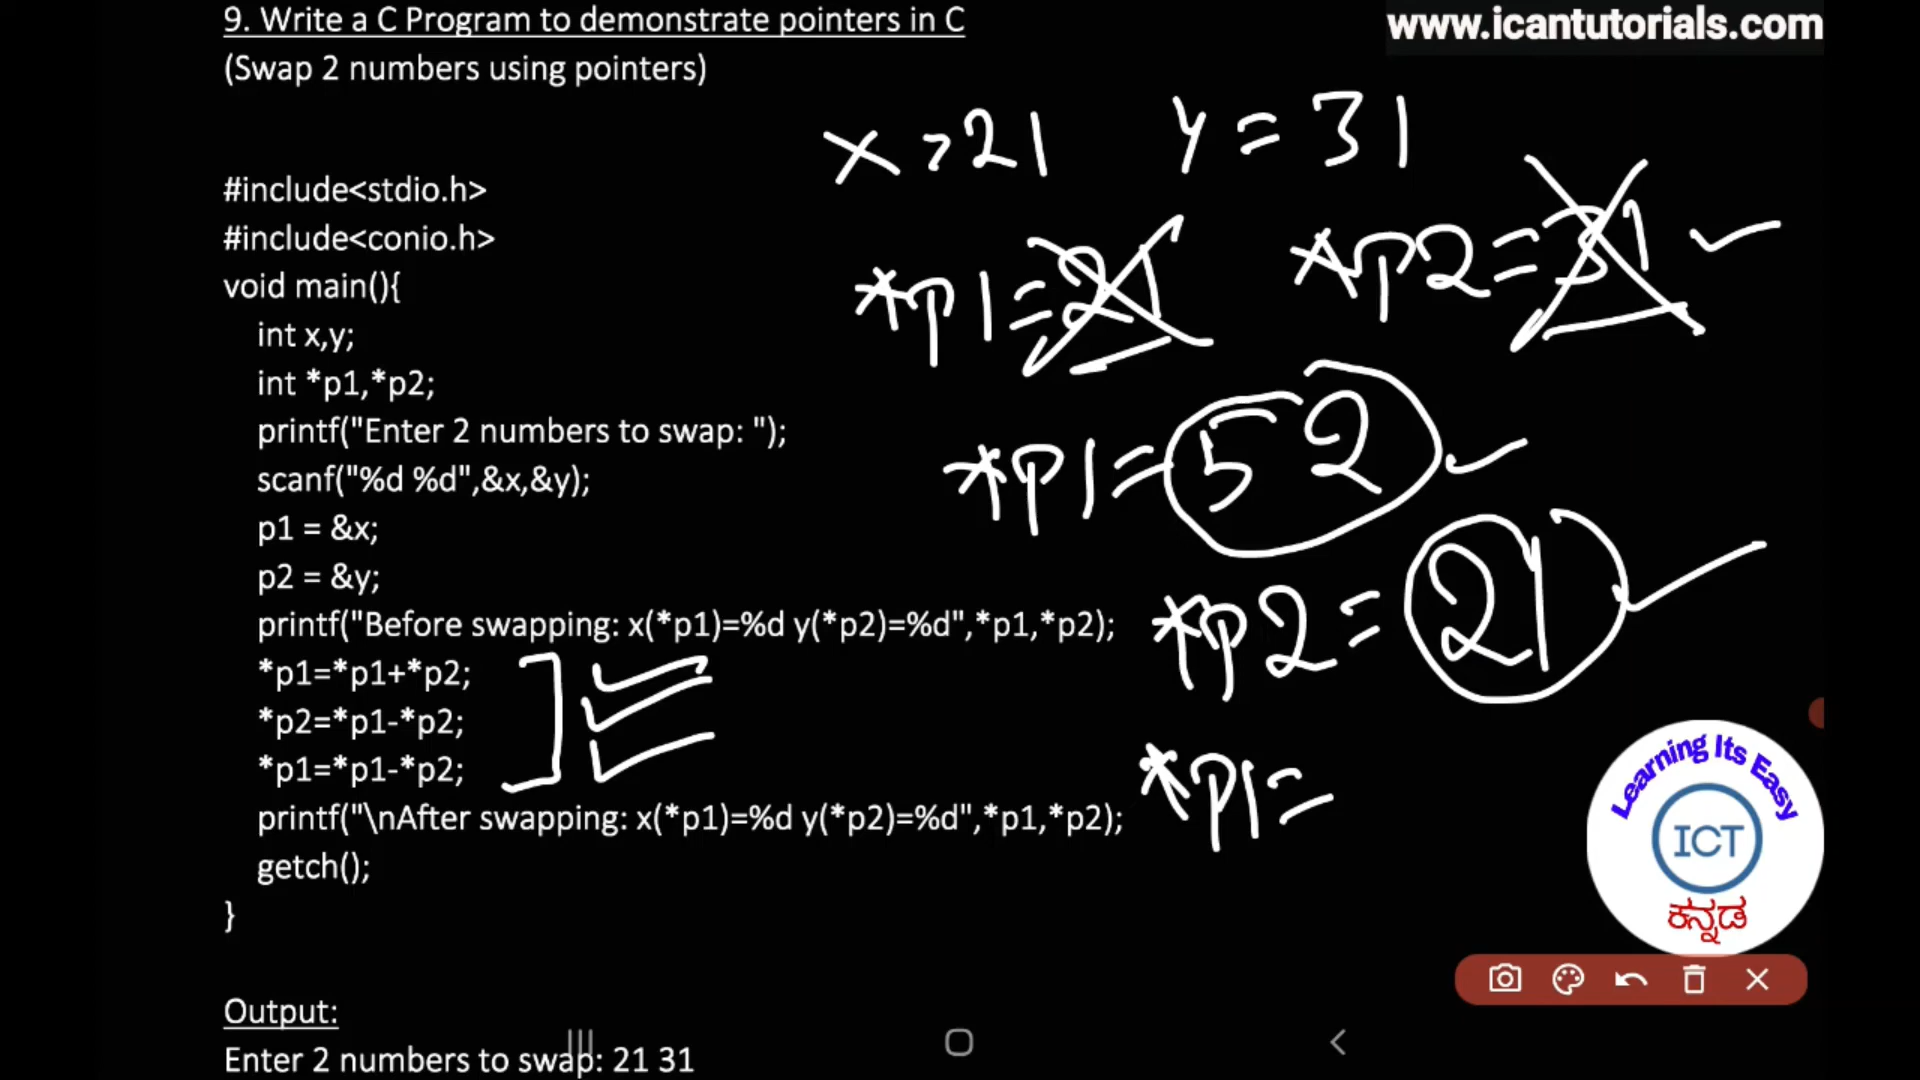 9. Write a C Program to demonstrate pointers in C
www.icantutorials.com
(Swap 2 numbers using pointers)
x = 21 y = 31
#include<stdio.h>
#include<conio.h>
*p1=21 *p2=31
void main(){
int x,y;
int *p1,*p2;
printf("Enter 2 numbers to swap: ");
scanf("%d %d",&x,&y);
*p1=52
p1 = &x;
p2 = &y;
printf("Before swapping: x(*p1)=%d y(*p2)=%d",*p1,*p2);
*p2=21
*p1=*p1+*p2;
*p2=*p1-*p2;
*p1=*p1-*p2;
*p1=
printf("\nAfter swapping: x(*p1)=%d y(*p2)=%d",*p1,*p2);
getch();
}
Learning Its Easy
ICT
ಕನ್ನಡ
Output:
Enter 2 numbers to swap: 21 31